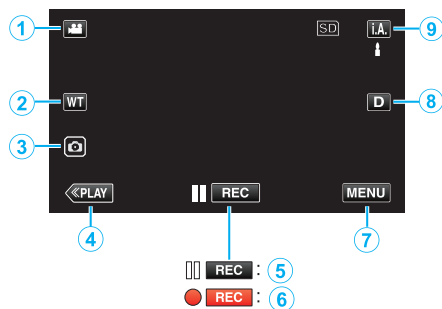 1 SD i.A. 9
2 WT D 8
3
«PLAY REC MENU
4 7
REC : 5
REC : 6